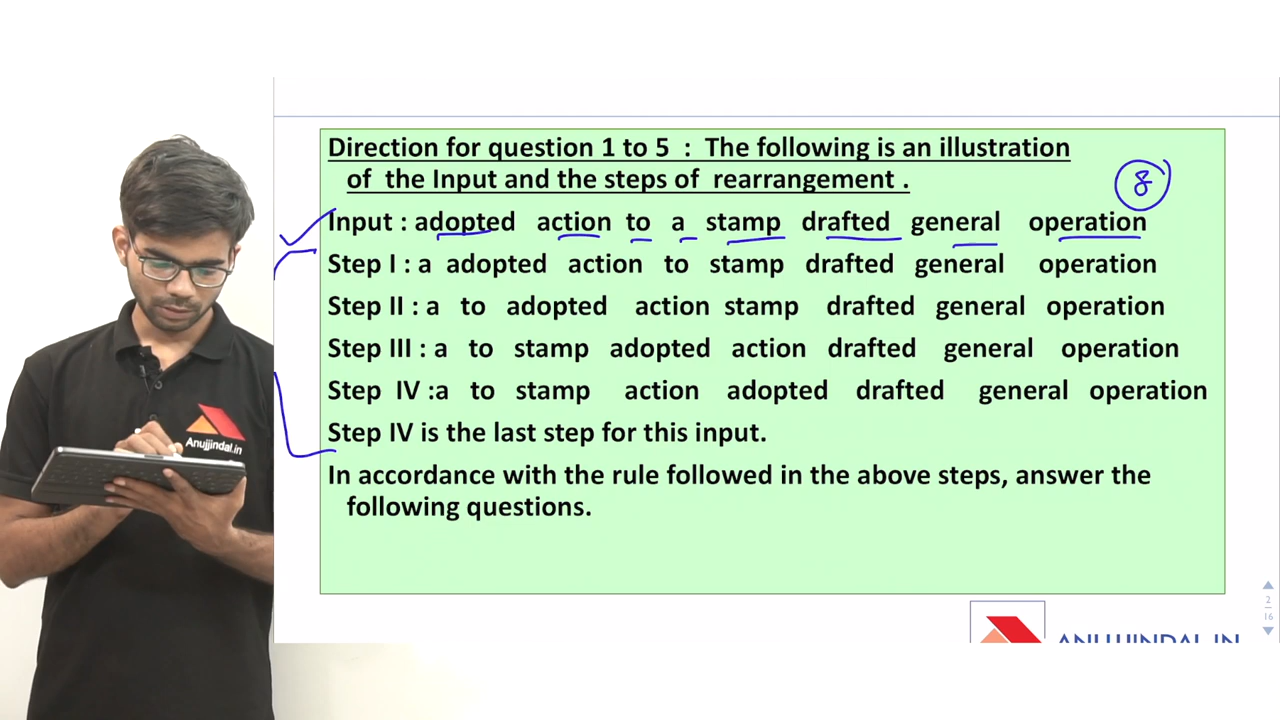 Direction for question 1 to 5 : The following is an illustration
of the Input and the steps of rearrangement .
8
Input : adopted action to a stamp drafted general operation
Step I : a adopted action to stamp drafted general operation
Step II : a to adopted action stamp drafted general operation
Step III : a to stamp adopted action drafted general operation
Step IV :a to stamp action adopted drafted general operation
Step IV is the last step for this input.
In accordance with the rule followed in the above steps, answer the
following questions.
Anujjindal.in
2
16
ANUJJINDAL.IN